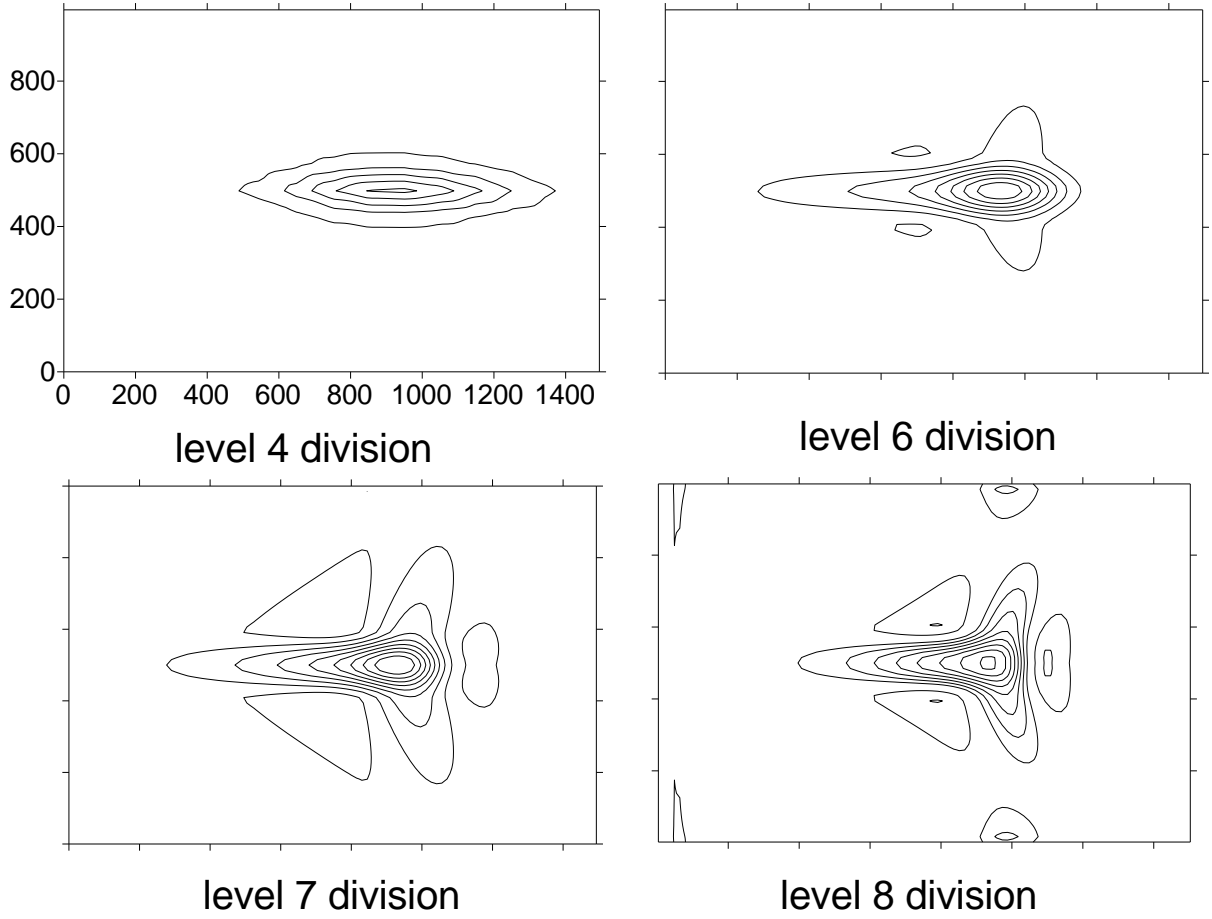 800
600
400
200
0
0 200 400 600 800 1000 1200 1400
level 4 division
level 6 division
level 7 division
level 8 division